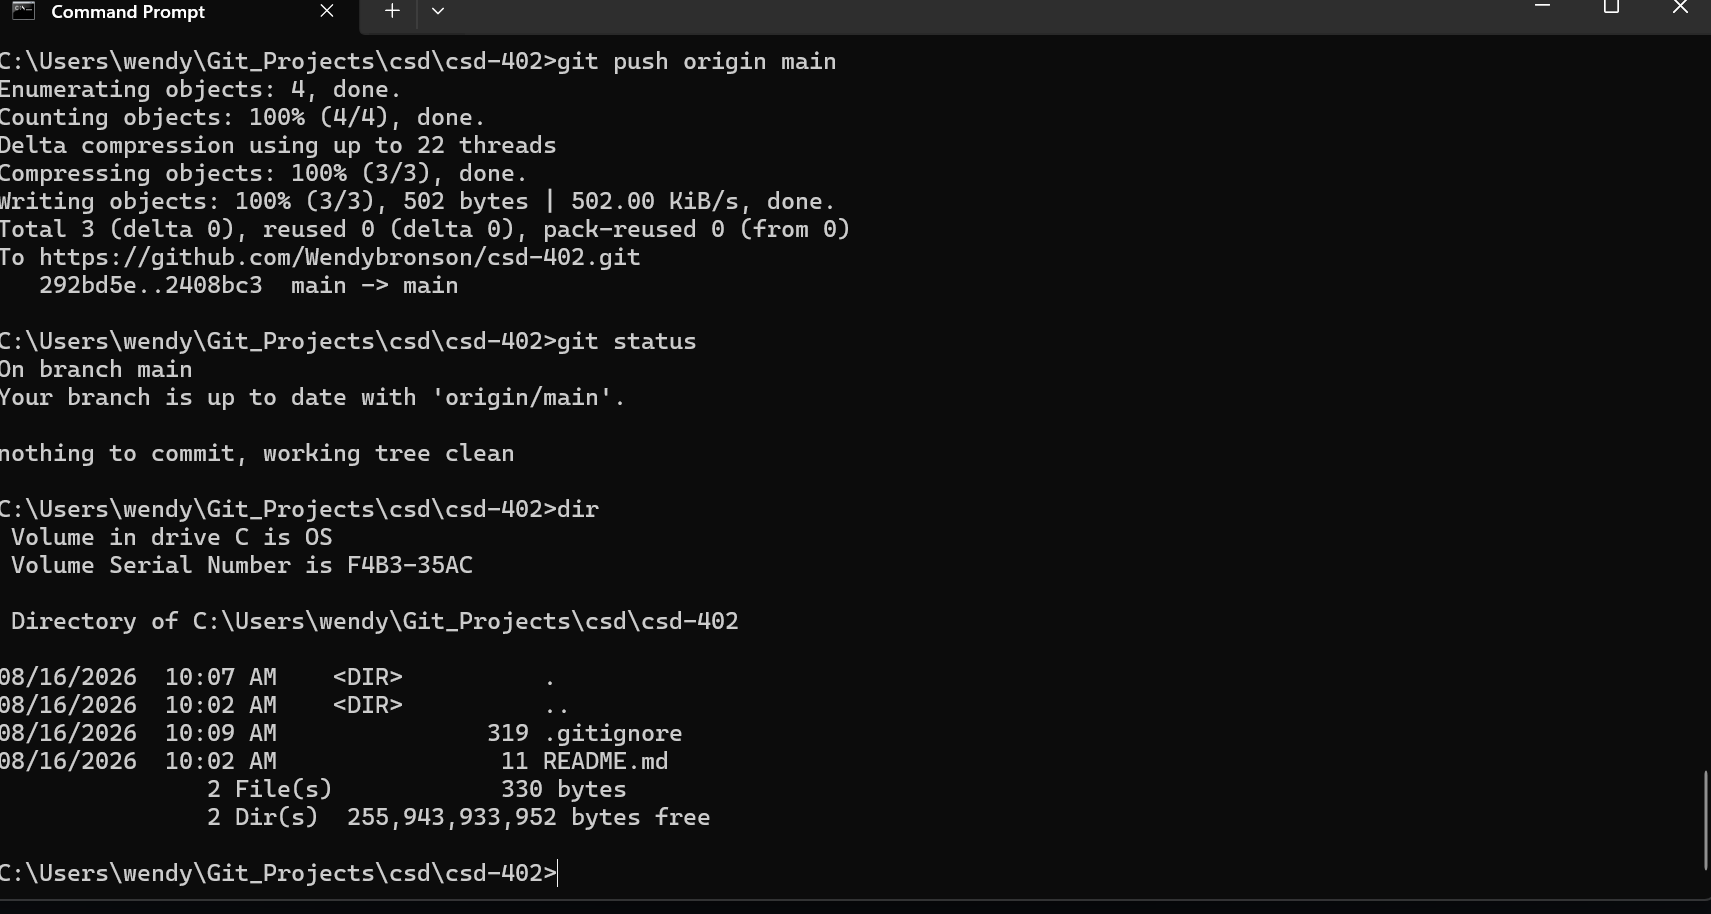 Command Prompt
C:\Users\wendy\Git_Projects\csd\csd-402>git push origin main
Enumerating objects: 4, done.
Counting objects: 100% (4/4), done.
Delta compression using up to 22 threads
Compressing objects: 100% (3/3), done.
Writing objects: 100% (3/3), 502 bytes | 502.00 KiB/s, done.
Total 3 (delta 0), reused 0 (delta 0), pack-reused 0 (from 0)
To https://github.com/Wendybronson/csd-402.git
   292bd5e..2408bc3  main -> main
C:\Users\wendy\Git_Projects\csd\csd-402>git status
On branch main
Your branch is up to date with 'origin/main'.
nothing to commit, working tree clean
C:\Users\wendy\Git_Projects\csd\csd-402>dir
 Volume in drive C is OS
 Volume Serial Number is F4B3-35AC
 Directory of C:\Users\wendy\Git_Projects\csd\csd-402
08/16/2026  10:07 AM    <DIR>          .
08/16/2026  10:02 AM    <DIR>          ..
08/16/2026  10:09 AM               319 .gitignore
08/16/2026  10:02 AM                11 README.md
               2 File(s)            330 bytes
               2 Dir(s)  255,943,933,952 bytes free
C:\Users\wendy\Git_Projects\csd\csd-402>